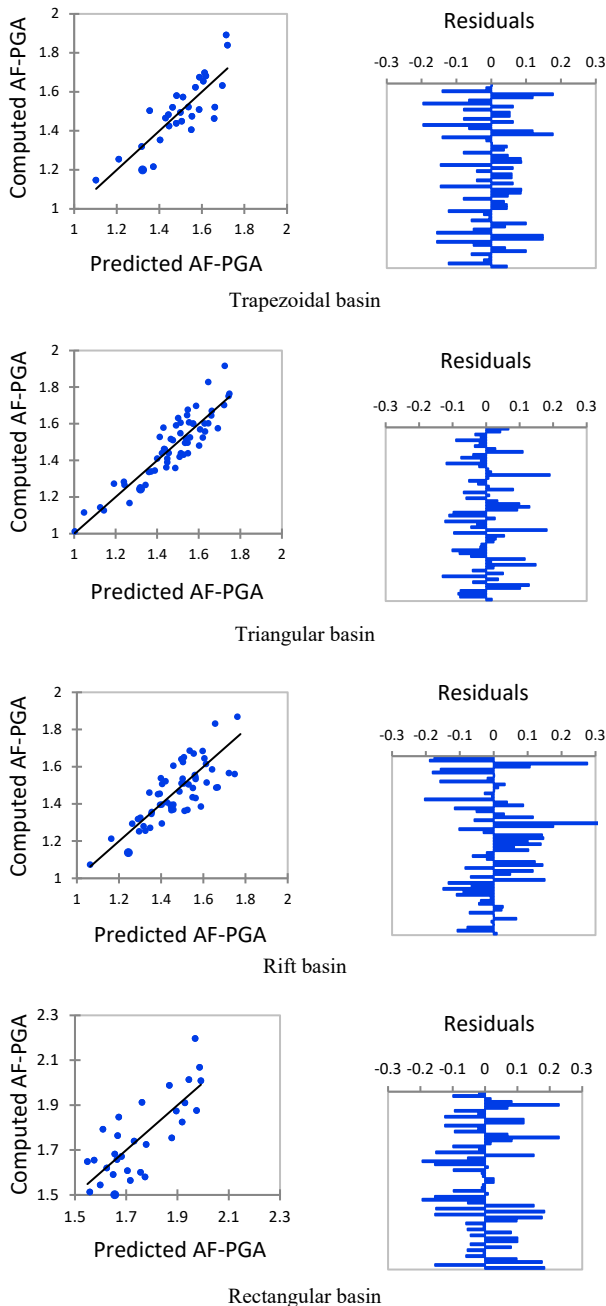 Computed AF-PGA
2
1.8
1.6
1.4
1.2
1
1 1.2 1.4 1.6 1.8 2
Predicted AF-PGA
Residuals
-0.3 -0.2 -0.1 0 0.1 0.2 0.3
Trapezoidal basin
Computed AF-PGA
2
1.8
1.6
1.4
1.2
1
1 1.2 1.4 1.6 1.8 2
Predicted AF-PGA
Residuals
-0.3 -0.2 -0.1 0 0.1 0.2 0.3
Triangular basin
Computed AF-PGA
2
1.8
1.6
1.4
1.2
1
1 1.2 1.4 1.6 1.8 2
Predicted AF-PGA
Residuals
-0.3 -0.2 -0.1 0 0.1 0.2 0.3
Rift basin
Computed AF-PGA
2.3
2.1
1.9
1.7
1.5
1.5 1.7 1.9 2.1 2.3
Predicted AF-PGA
Residuals
-0.3 -0.2 -0.1 0 0.1 0.2 0.3
Rectangular basin